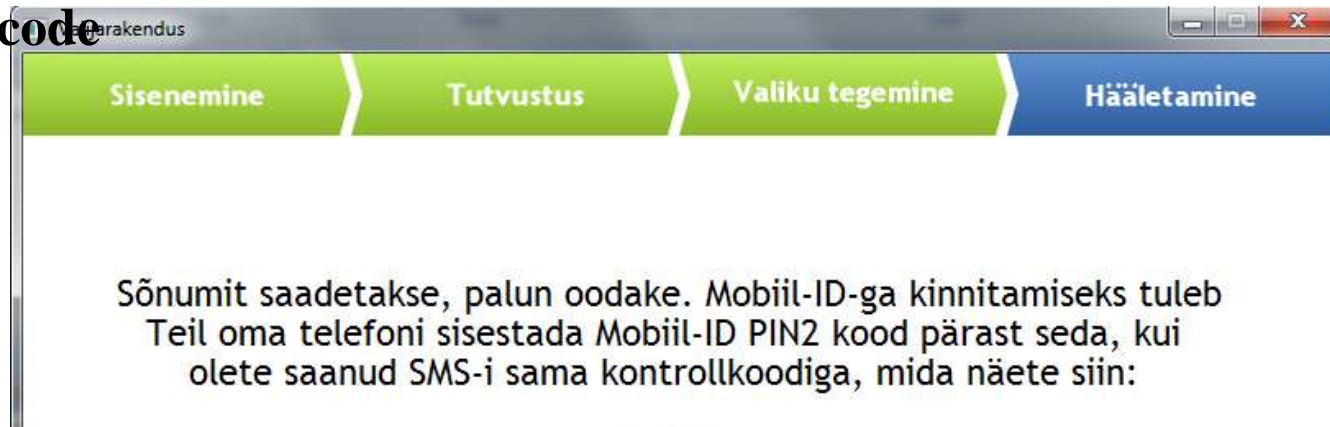 code
Valijarakendus
Sisenemine
Tutvustus
Valiku tegemine
Hääletamine
Sõnumit saadetakse, palun oodake. Mobiil-ID-ga kinnitamiseks tuleb
Teil oma telefoni sisestada Mobiil-ID PIN2 kood pärast seda, kui
olete saanud SMS-i sama kontrollkoodiga, mida näete siin: